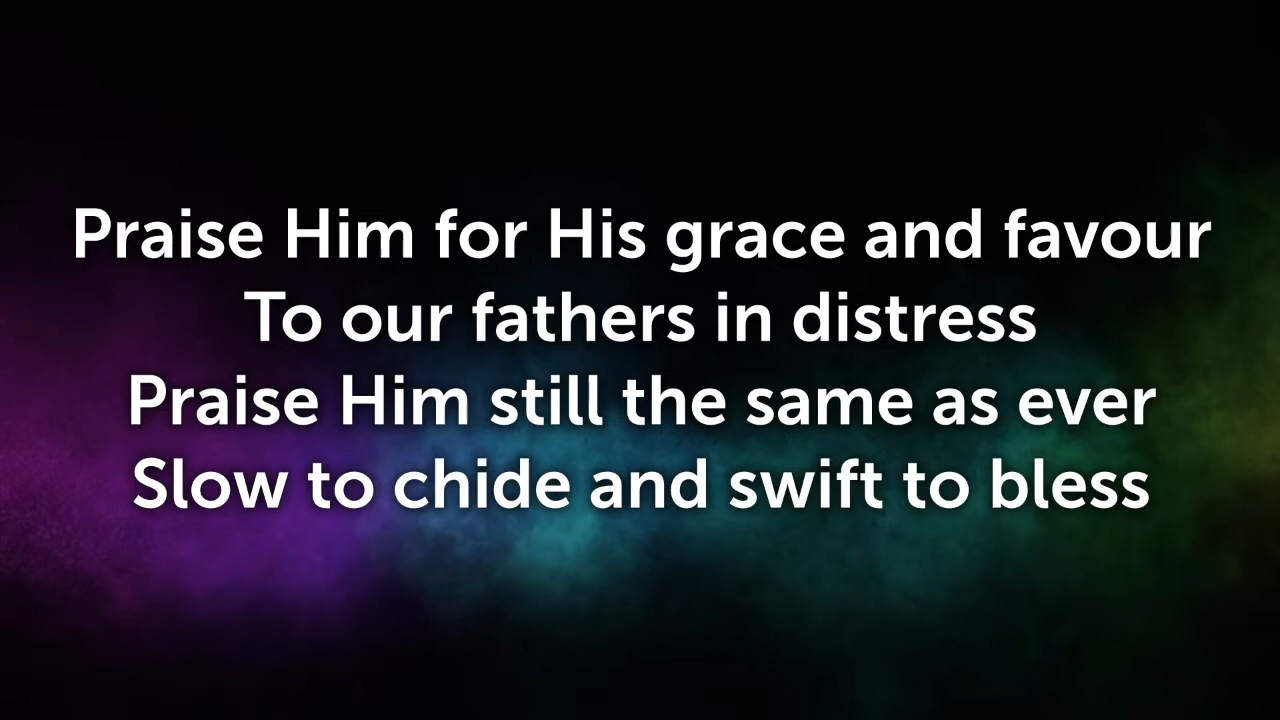 Praise Him for His grace and favour
To our fathers in distress
Praise Him still the same as ever
Slow to chide and swift to bless